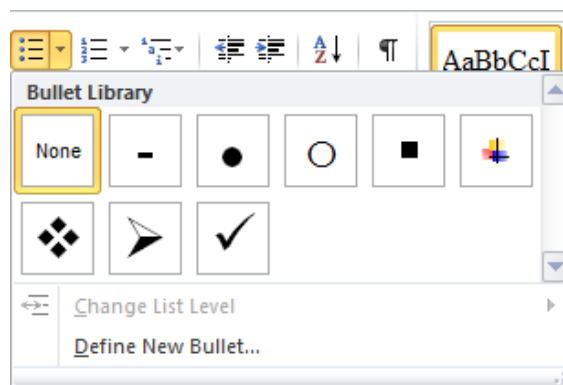 AaBbCcI
Bullet Library
None
Change List Level
Define New Bullet...